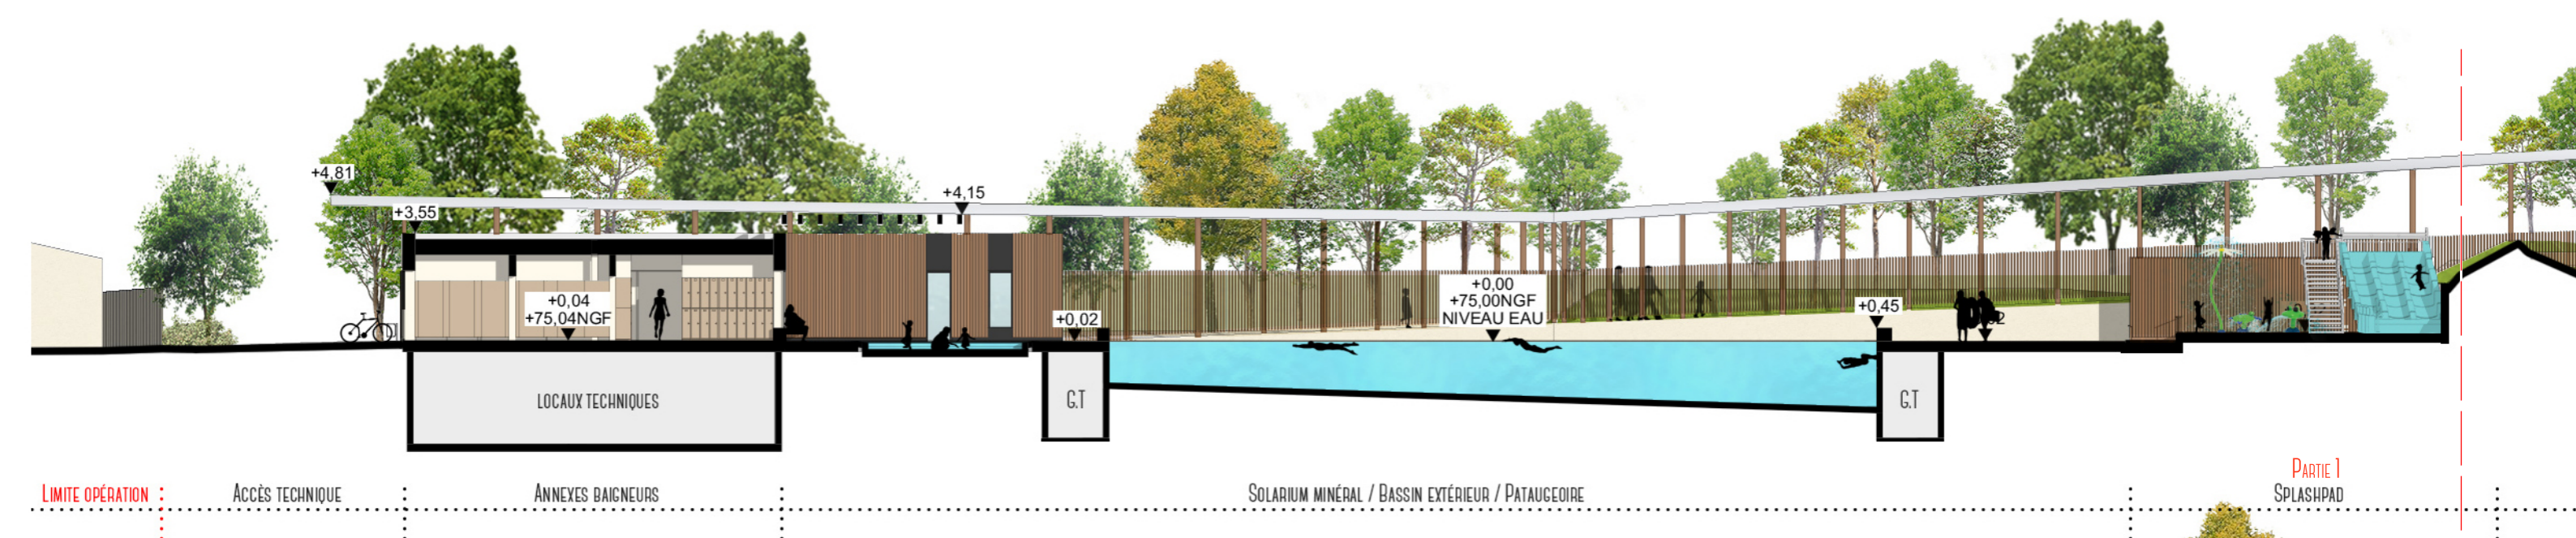 +4,81
+3,55
+4,15
+0,04
+75,04NGF
+0,02
+0,00
+75,00NGF
NIVEAU EAU
+0,45
LOCAUX TECHNIQUES
G.T
G.T
PARTIE 1
LIMITE OPÉRATION
ACCÈS TECHNIQUE
ANNEXES BAIGNEURS
SOLARIUM MINÉRAL / BASSIN EXTÉRIEUR / PATAUGEOIRE
SPLASHPAD